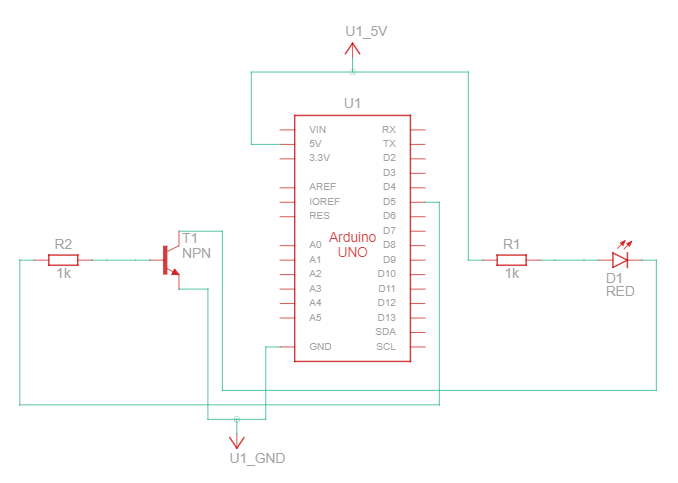 U1_5V
U1
VIN
5V
3.3V
AREF
IOREF
RES
A0
A1
A2
A3
A4
A5
GND
Arduino
UNO
RX
TX
D2
D3
D4
D5
D6
D7
D8
D9
D10
D11
D12
D13
SDA
SCL
R2
1k
T1
NPN
R1
1k
D1
RED
U1_GND